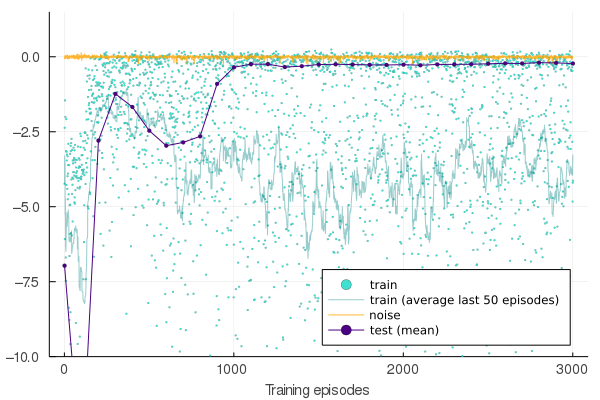 0.0
−2.5
−5.0
−7.5
−10.0
0
1000
2000
3000
Training episodes
train
train (average last 50 episodes)
noise
test (mean)